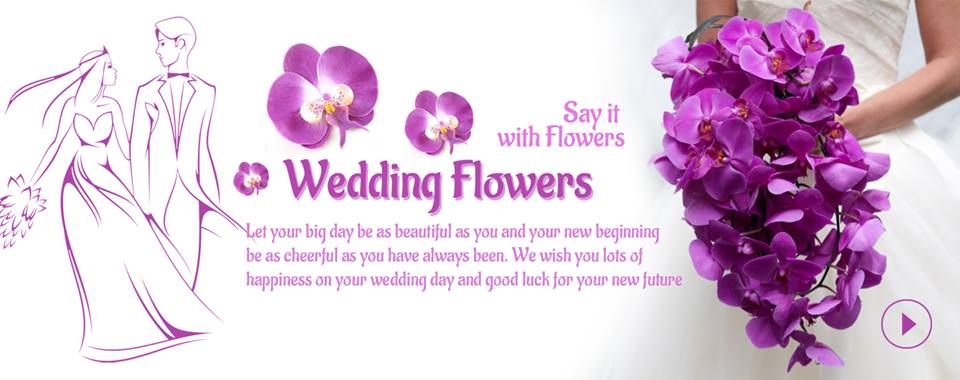 Say it
with Flowers
Wedding Flowers
Let your big day be as beautiful as you and your new beginning
be as cheerful as you have always been. We wish you lots of
happiness on your wedding day and good luck for your new future